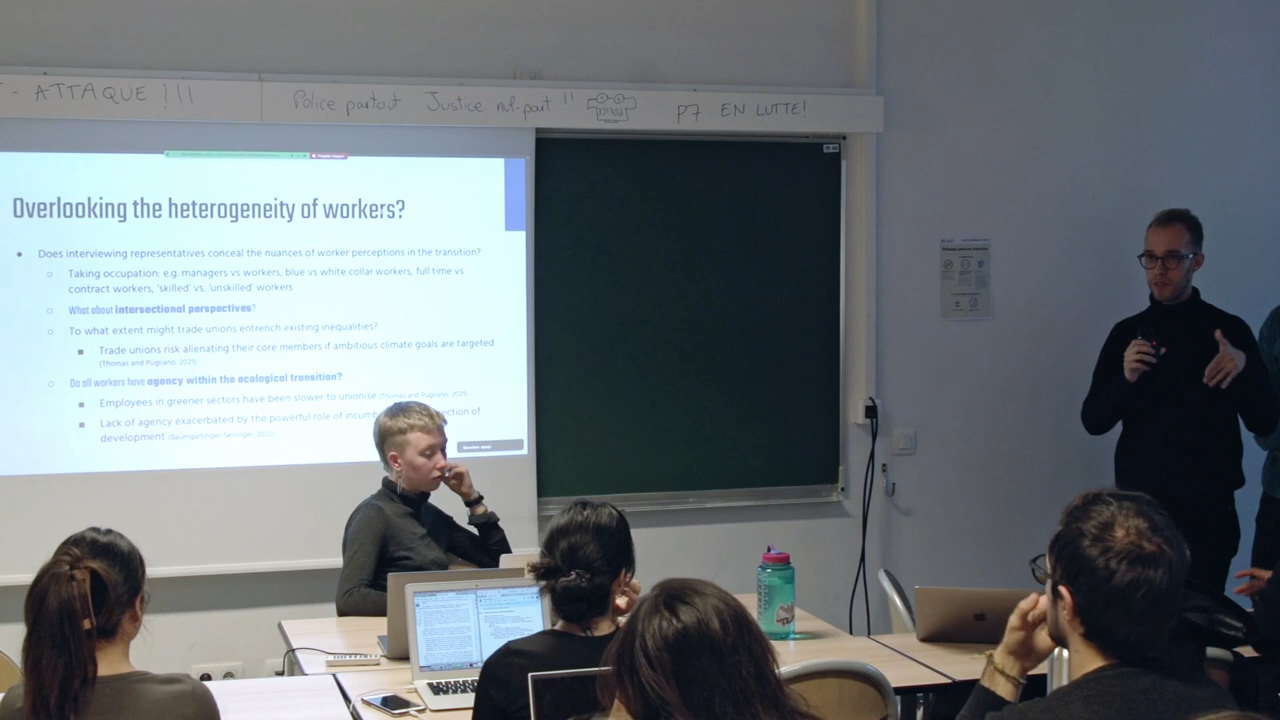 - ATTAQUE !!!
Police partout Justice nul-part !!
P7 EN LUTTE!
Overlooking the heterogeneity of workers?
Does interviewing representatives conceal the nuances of worker perceptions in the transition?
Taking occupation: e.g. managers vs workers, blue vs white collar workers, full time vs
contract workers, 'skilled' vs. 'unskilled' workers
What about intersectional perspectives?
To what extent might trade unions entrench existing inequalities?
Trade unions risk alienating their core members if ambitious climate goals are targeted
(Thomas and Pugliano, 2021)
Do all workers have agency within the ecological transition?
Employees in greener sectors have been slower to unionise (Thomas and Pugliano, 2021)
Lack of agency exacerbated by the powerful role of of
development